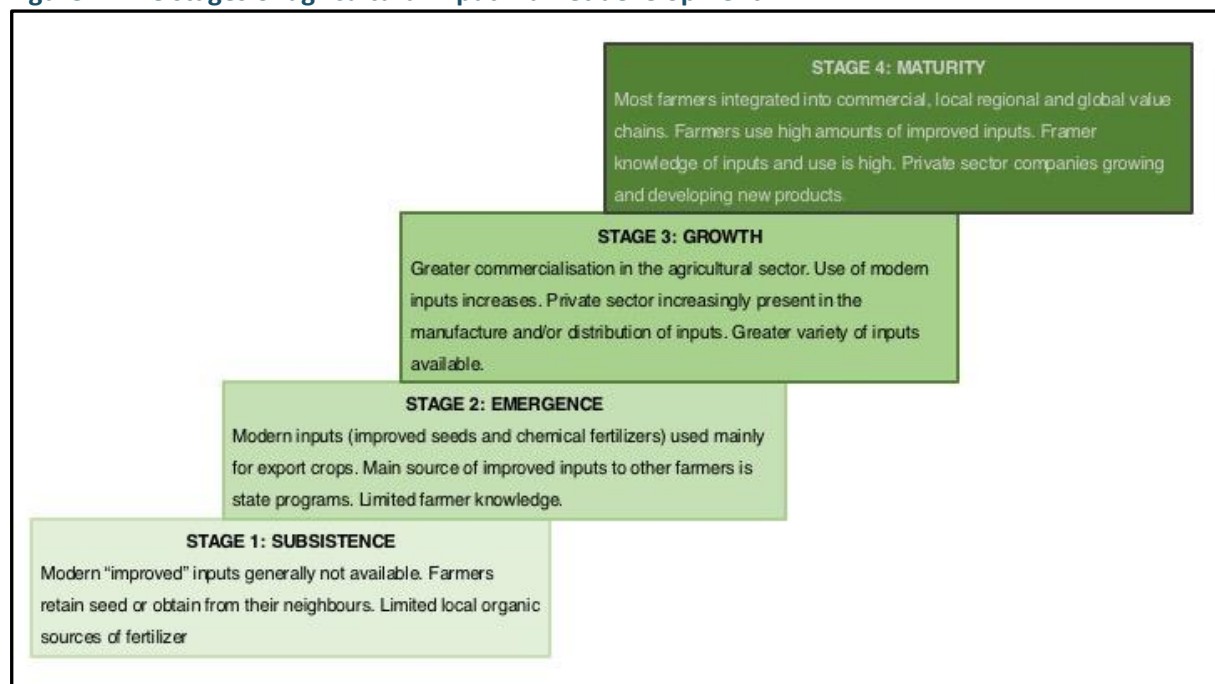 STAGE 4: MATURITY
Most farmers integrated into commercial, local regional and global value
chains. Farmers use high amounts of improved inputs. Framer
knowledge of inputs and use is high. Private sector companies growing
and developing new products.
STAGE 3: GROWTH
Greater commercialisation in the agricultural sector. Use of modern
inputs increases. Private sector increasingly present in the
manufacture and/or distribution of inputs. Greater variety of inputs
available.
STAGE 2: EMERGENCE
Modern inputs (improved seeds and chemical fertilizers) used mainly
for export crops. Main source of improved inputs to other farmers is
state programs. Limited farmer knowledge.
STAGE 1: SUBSISTENCE
Modern “improved” inputs generally not available. Farmers
retain seed or obtain from their neighbours. Limited local organic
sources of fertilizer